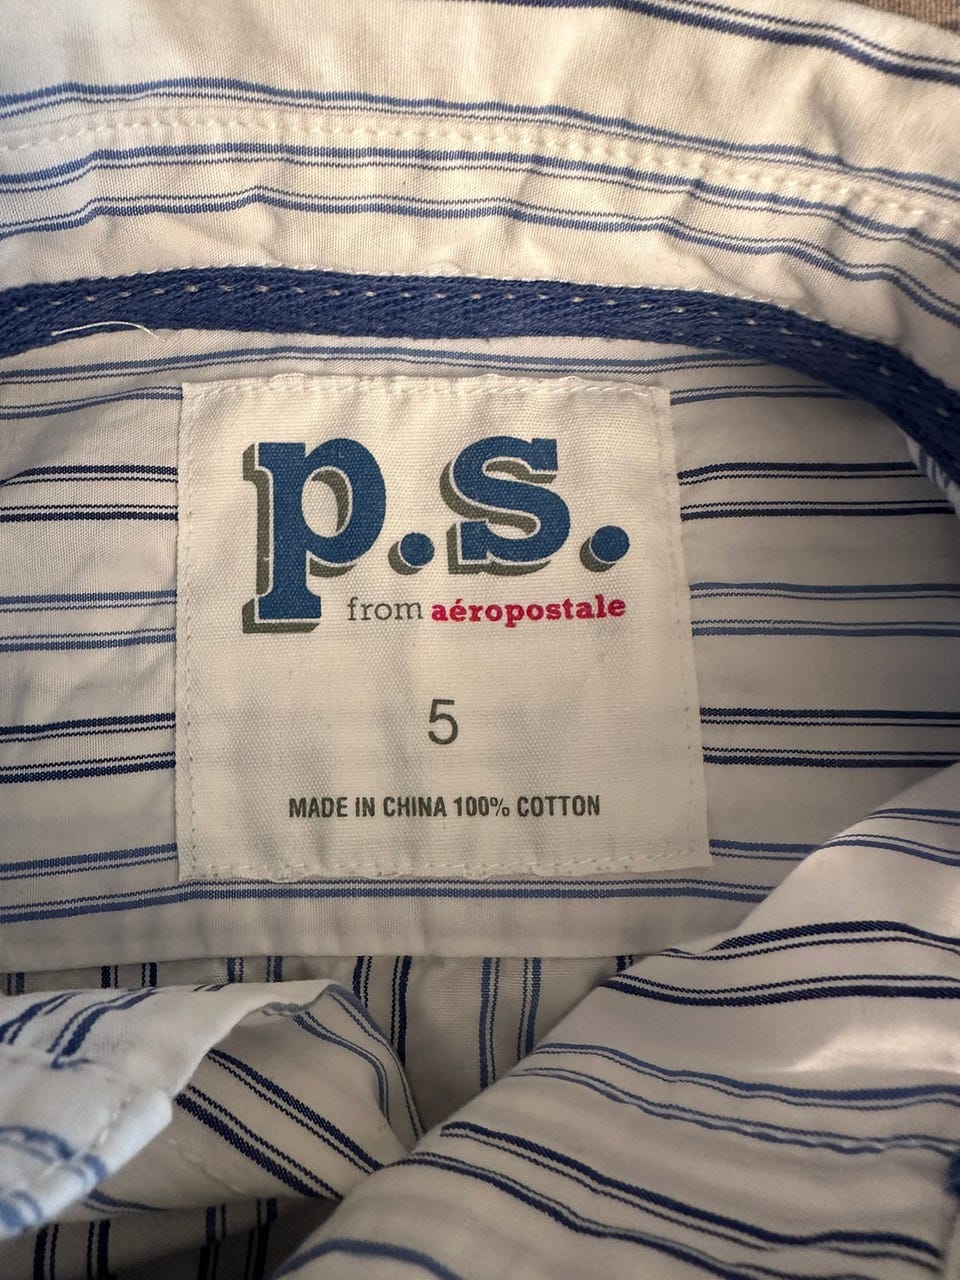 p.s.
from aéropostale
5
MADE IN CHINA 100% COTTON